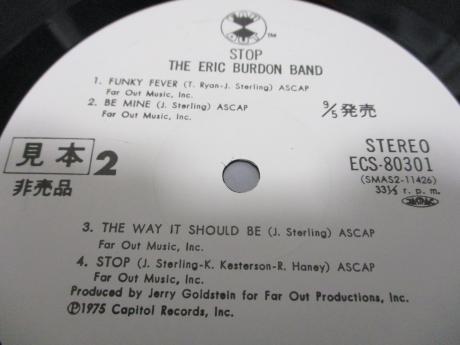 STOP
THE ERIC BURDON BAND
1. FUNKY FEVER (T. Ryan-J. Sterling) ASCAP
Far Out Music, Inc.
2. BE MINE (J. Sterling) ASCAP
Far Out Music, Inc.
9/5発売
見本 2
非売品
STEREO
ECS-80301
(SMAS2-11426)
33⅓ r. p. m.
3. THE WAY IT SHOULD BE (J. Sterling) ASCAP
Far Out Music, Inc.
4. STOP (J. Sterling-K. Kesterson-R. Haney) ASCAP
Far Out Music, Inc.
Produced by Jerry Goldstein for Far Out Productions, Inc.
Ⓟ1975 Capitol Records, Inc.